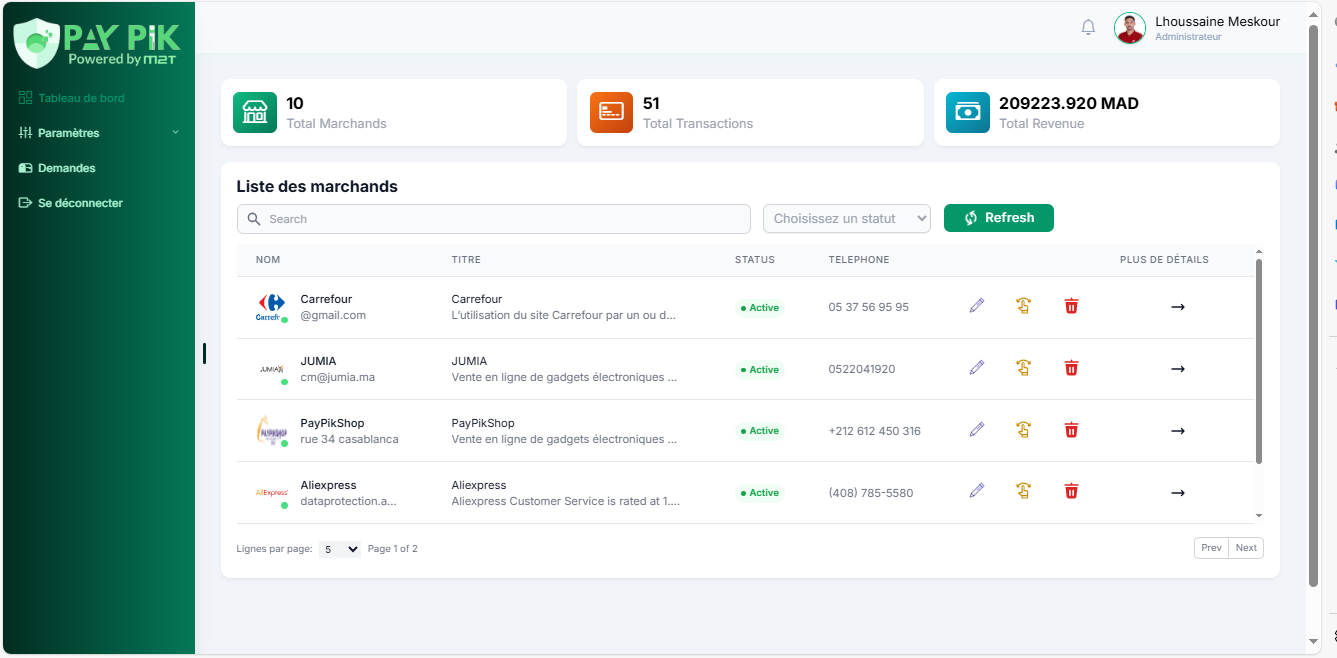 PAY PIK
Powered by M2T
Lhoussaine Meskour
Administrateur
Tableau de bord
Paramètres
Demandes
Se déconnecter
10
Total Marchands
51
Total Transactions
209223.920 MAD
Total Revenue
Liste des marchands
Search
Choisissez un statut
Refresh
NOM TITRE STATUS TELEPHONE PLUS DE DÉTAILS
Carrefour Carrefour
@gmail.com L'utilisation du site Carrefour par un ou d...
Active 05 37 56 95 95
JUMIA JUMIA JUMIA
cm@jumia.ma Vente en ligne de gadgets électroniques ...
Active 0522041920
PAYPIKSHOP PayPikShop PayPikShop
rue 34 casablanca Vente en ligne de gadgets électroniques ...
Active +212 612 450 316
AliExpress Aliexpress Aliexpress
dataprotection.a... Aliexpress Customer Service is rated at 1....
Active (408) 785-5580
Lignes par page: 5 Page 1 of 2
Prev Next